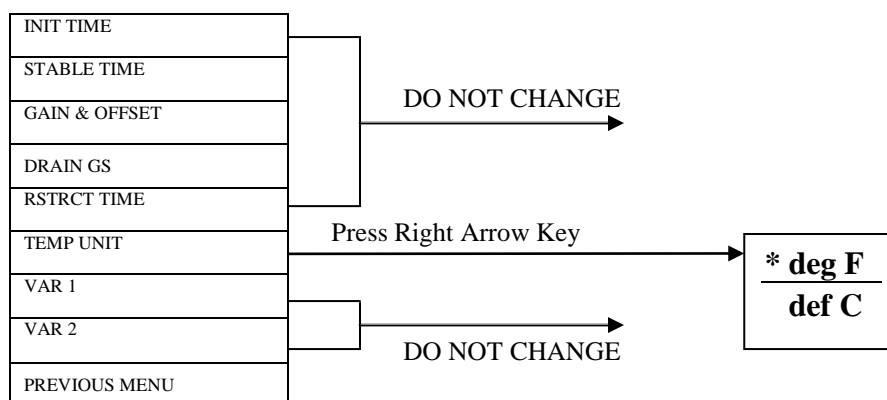 INIT TIME
STABLE TIME
GAIN & OFFSET
DRAIN GS
RSTRCT TIME
TEMP UNIT
VAR 1
VAR 2
PREVIOUS MENU
DO NOT CHANGE
Press Right Arrow Key
* deg F
def C
DO NOT CHANGE